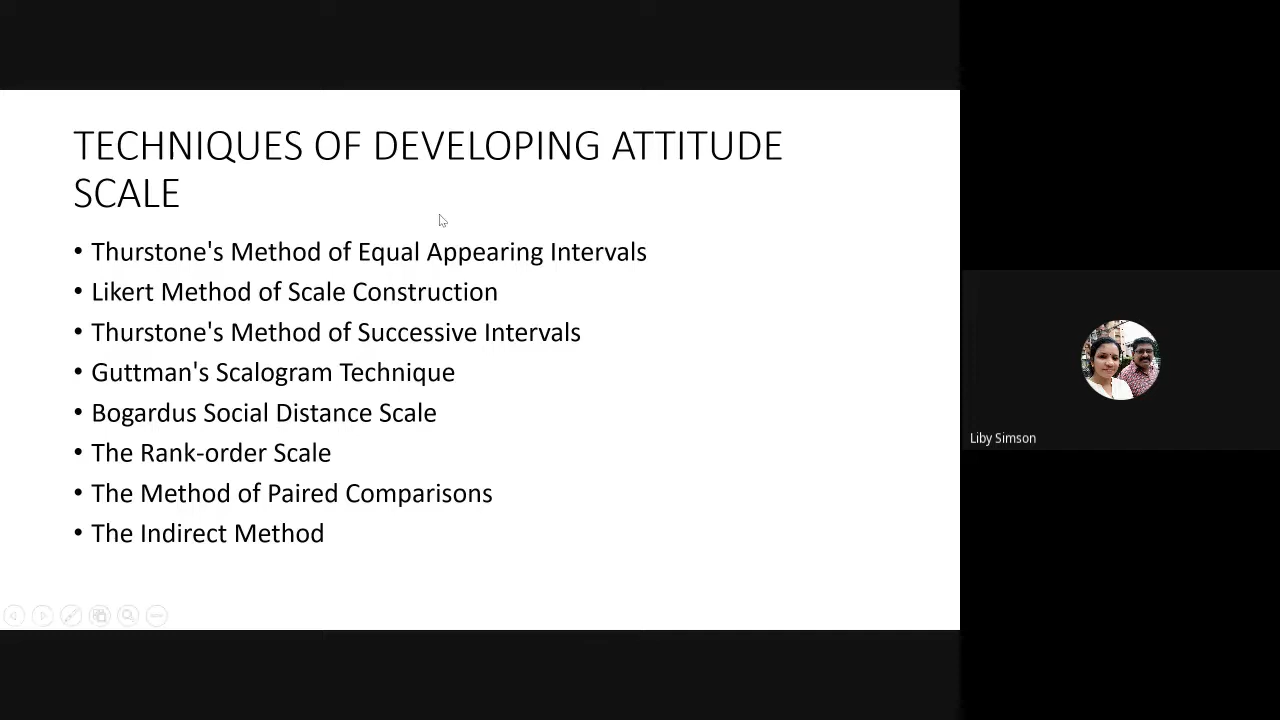 TECHNIQUES OF DEVELOPING ATTITUDE
SCALE
• Thurstone's Method of Equal Appearing Intervals
• Likert Method of Scale Construction
• Thurstone's Method of Successive Intervals
• Guttman's Scalogram Technique
• Bogardus Social Distance Scale
• The Rank-order Scale
• The Method of Paired Comparisons
• The Indirect Method
Liby Simson